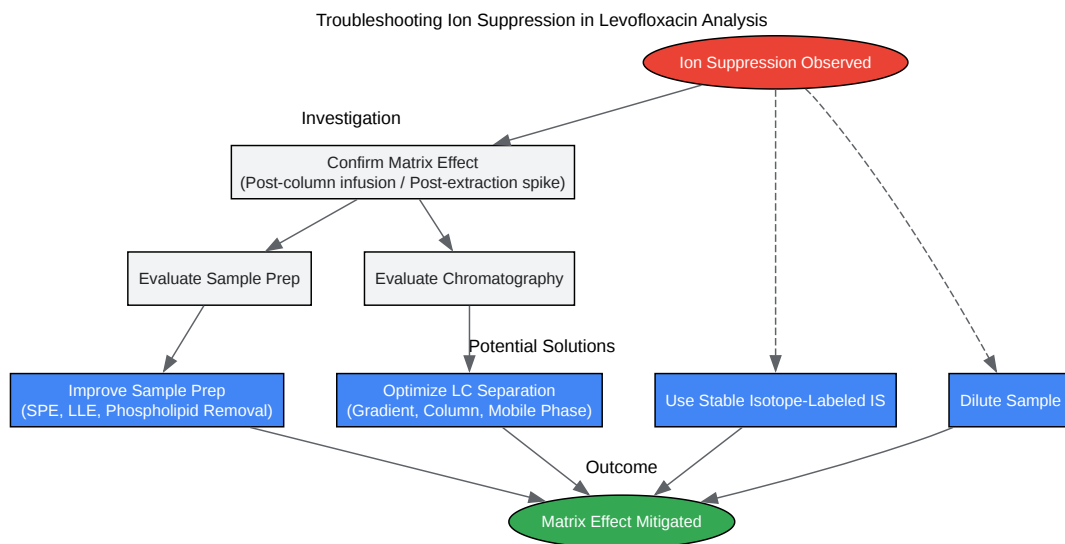 Troubleshooting Ion Suppression in Levofloxacin Analysis
Ion Suppression Observed
Investigation
Confirm Matrix Effect
(Post-column infusion / Post-extraction spike)
Evaluate Sample Prep
Evaluate Chromatography
Potential Solutions
Improve Sample Prep
(SPE, LLE, Phospholipid Removal)
Optimize LC Separation
(Gradient, Column, Mobile Phase)
Use Stable Isotope-Labeled IS
Dilute Sample
Outcome
Matrix Effect Mitigated